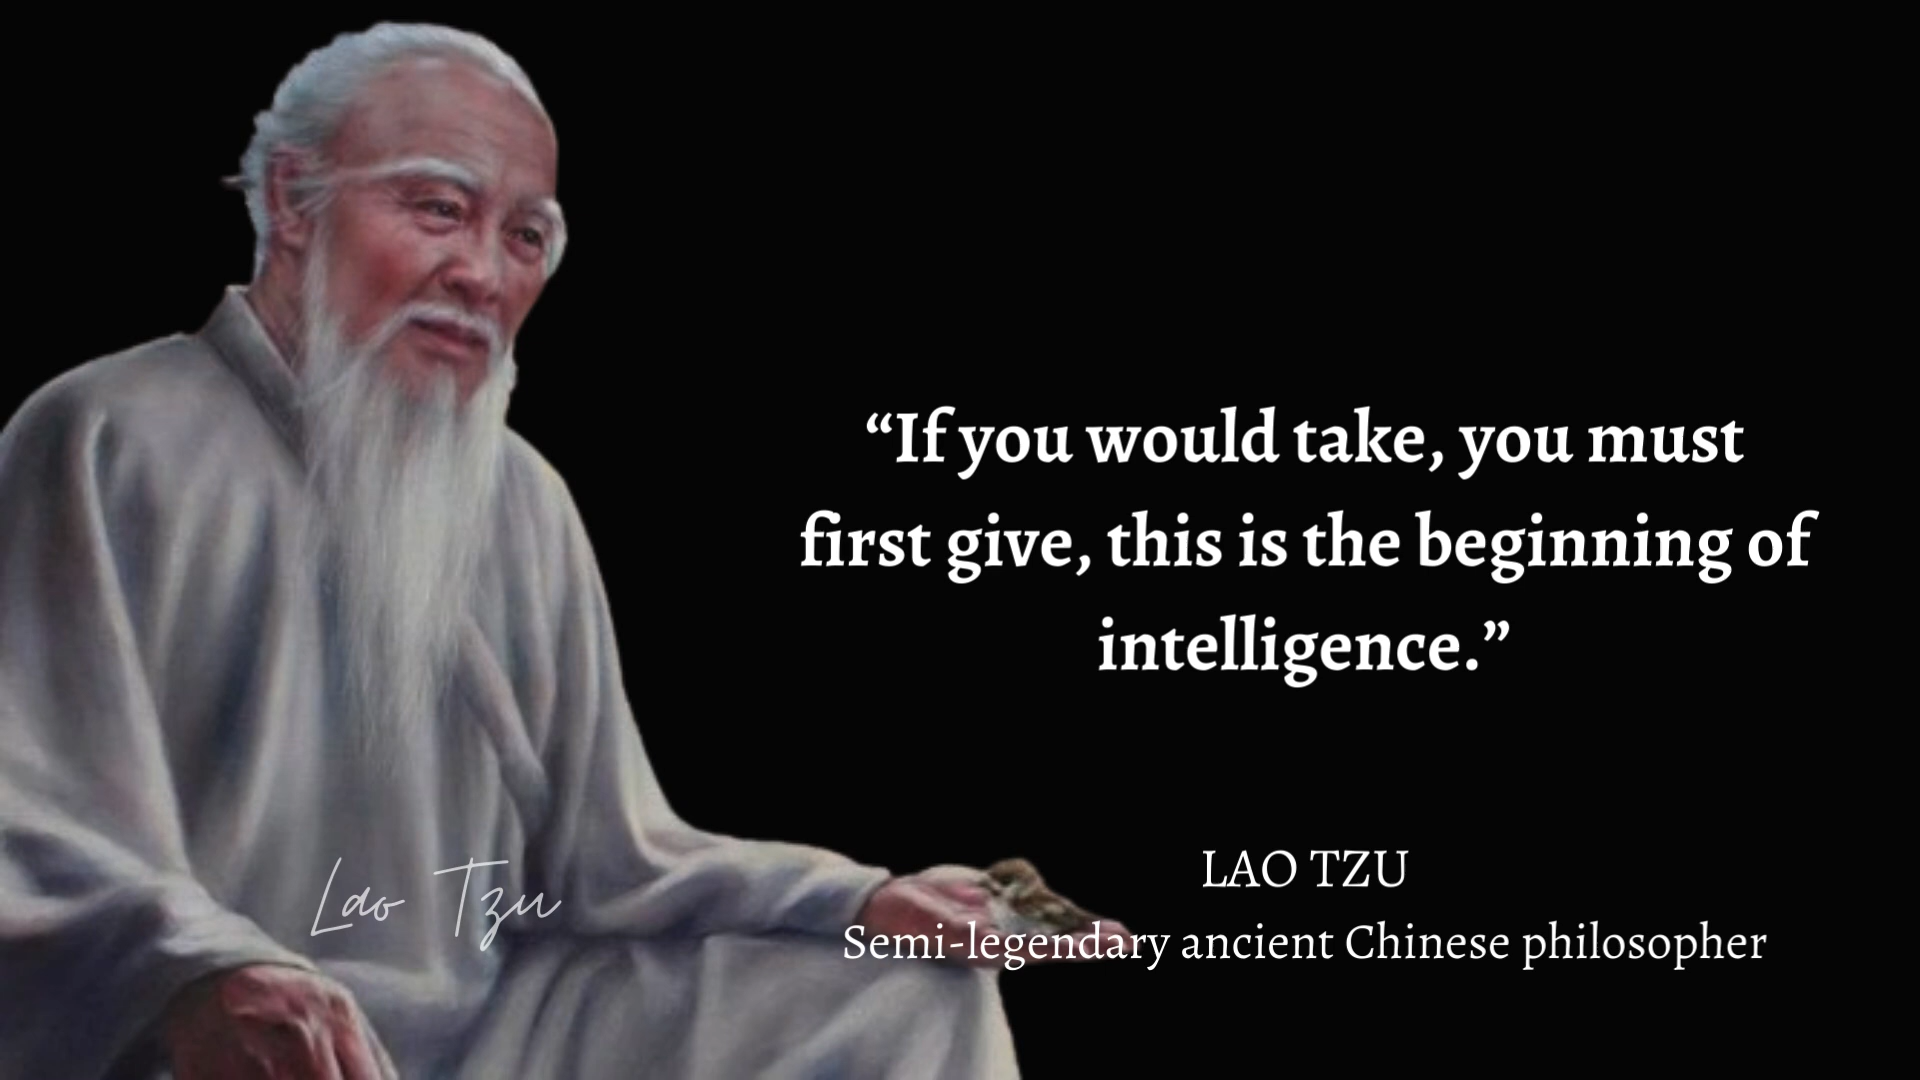 “If you would take, you must
first give, this is the beginning of
intelligence.”
LAO TZU
Semi-legendary ancient Chinese philosopher
Lao Tzu